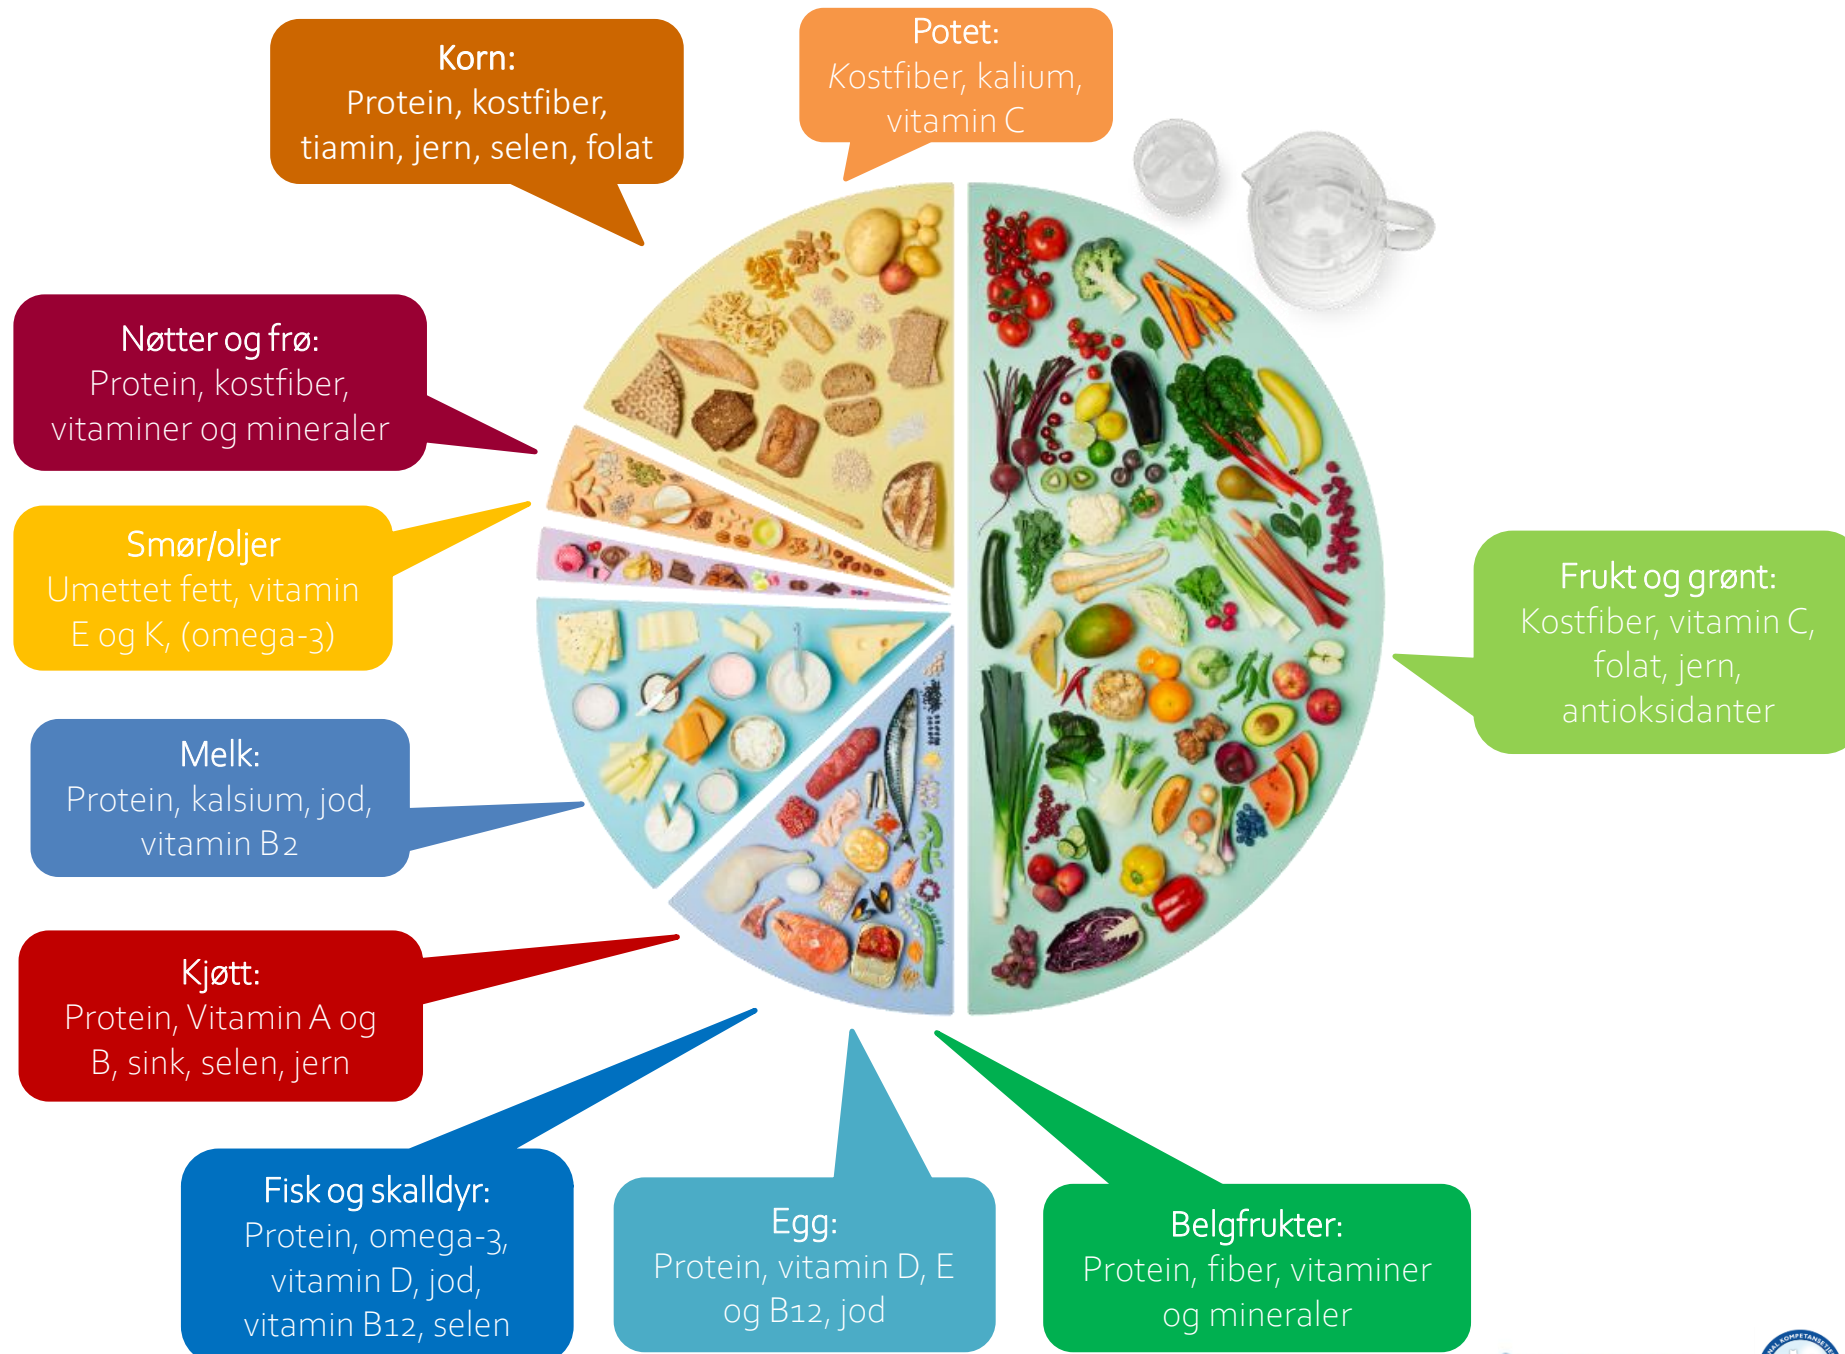 Korn:
Protein, kostfiber,
tiamin, jern, selen, folat
Potet:
Kostfiber, kalium,
vitamin C
Nøtter og frø:
Protein, kostfiber,
vitaminer og mineraler
Smør/oljer
Umettet fett, vitamin
E og K, (omega-3)
Frukt og grønt:
Kostfiber, vitamin C,
folat, jern,
antioksidanter
Melk:
Protein, kalsium, jod,
vitamin B2
Kjøtt:
Protein, Vitamin A og
B, sink, selen, jern
Fisk og skalldyr:
Protein, omega-3,
vitamin D, jod,
vitamin B12, selen
Egg:
Protein, vitamin D, E
og B12, jod
Belgfrukter:
Protein, fiber, vitaminer
og mineraler